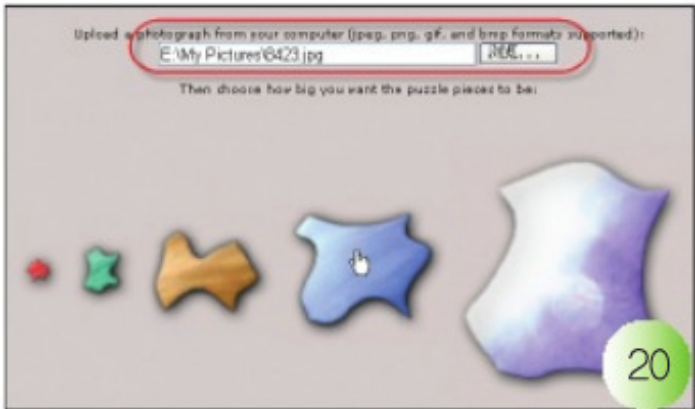 Upload a photograph from your computer (jpeg, png, gif, and bmp formats supported):
E:\My Pictures\6423.jpg
Then choose how big you want the puzzle pieces to be:
20